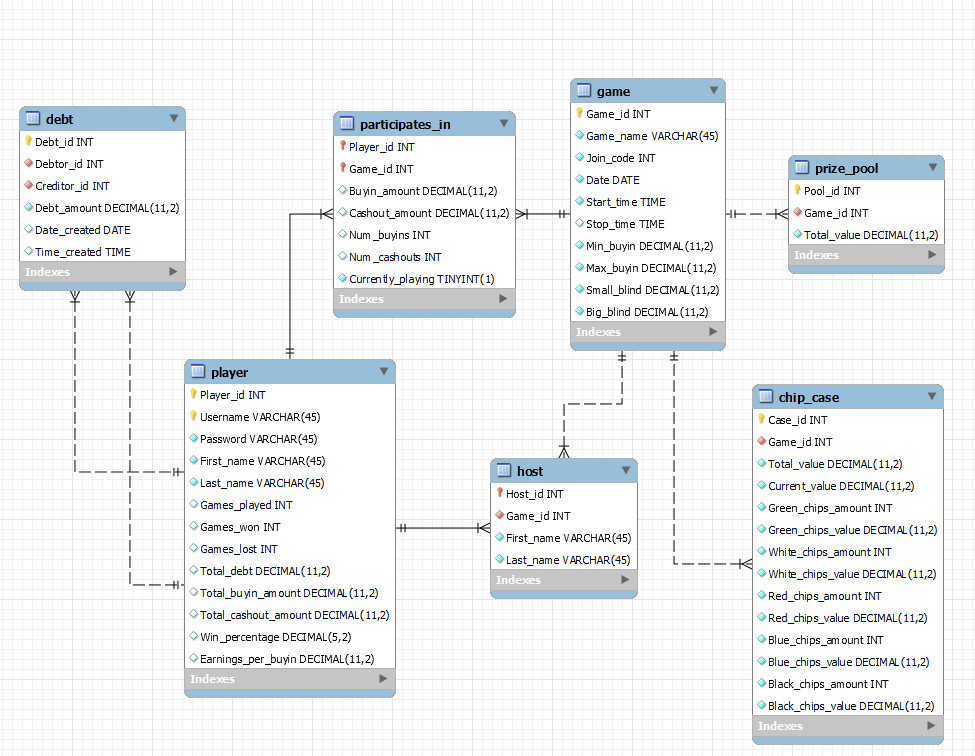 debt
Debt_id INT
Debtor_id INT
Creditor_id INT
Debt_amount DECIMAL(11,2)
Date_created DATE
Time_created TIME
Indexes
participates_in
Player_id INT
Game_id INT
Buyin_amount DECIMAL(11,2)
Cashout_amount DECIMAL(11,2)
Num_buyins INT
Num_cashouts INT
Currently_playing TINYINT(1)
Indexes
game
Game_id INT
Game_name VARCHAR(45)
Join_code INT
Date DATE
Start_time TIME
Stop_time TIME
Min_buyin DECIMAL(11,2)
Max_buyin DECIMAL(11,2)
Small_blind DECIMAL(11,2)
Big_blind DECIMAL(11,2)
Indexes
prize_pool
Pool_id INT
Game_id INT
Total_value DECIMAL(11,2)
Indexes
player
Player_id INT
Username VARCHAR(45)
Password VARCHAR(45)
First_name VARCHAR(45)
Last_name VARCHAR(45)
Games_played INT
Games_won INT
Games_lost INT
Total_debt DECIMAL(11,2)
Total_buyin_amount DECIMAL(11,2)
Total_cashout_amount DECIMAL(11,2)
Win_percentage DECIMAL(5,2)
Earnings_per_buyin DECIMAL(11,2)
Indexes
host
Host_id INT
Game_id INT
First_name VARCHAR(45)
Last_name VARCHAR(45)
Indexes
chip_case
Case_id INT
Game_id INT
Total_value DECIMAL(11,2)
Current_value DECIMAL(11,2)
Green_chips_amount INT
Green_chips_value DECIMAL(11,2)
White_chips_amount INT
White_chips_value DECIMAL(11,2)
Red_chips_amount INT
Red_chips_value DECIMAL(11,2)
Blue_chips_amount INT
Blue_chips_value DECIMAL(11,2)
Black_chips_amount INT
Black_chips_value DECIMAL(11,2)
Indexes